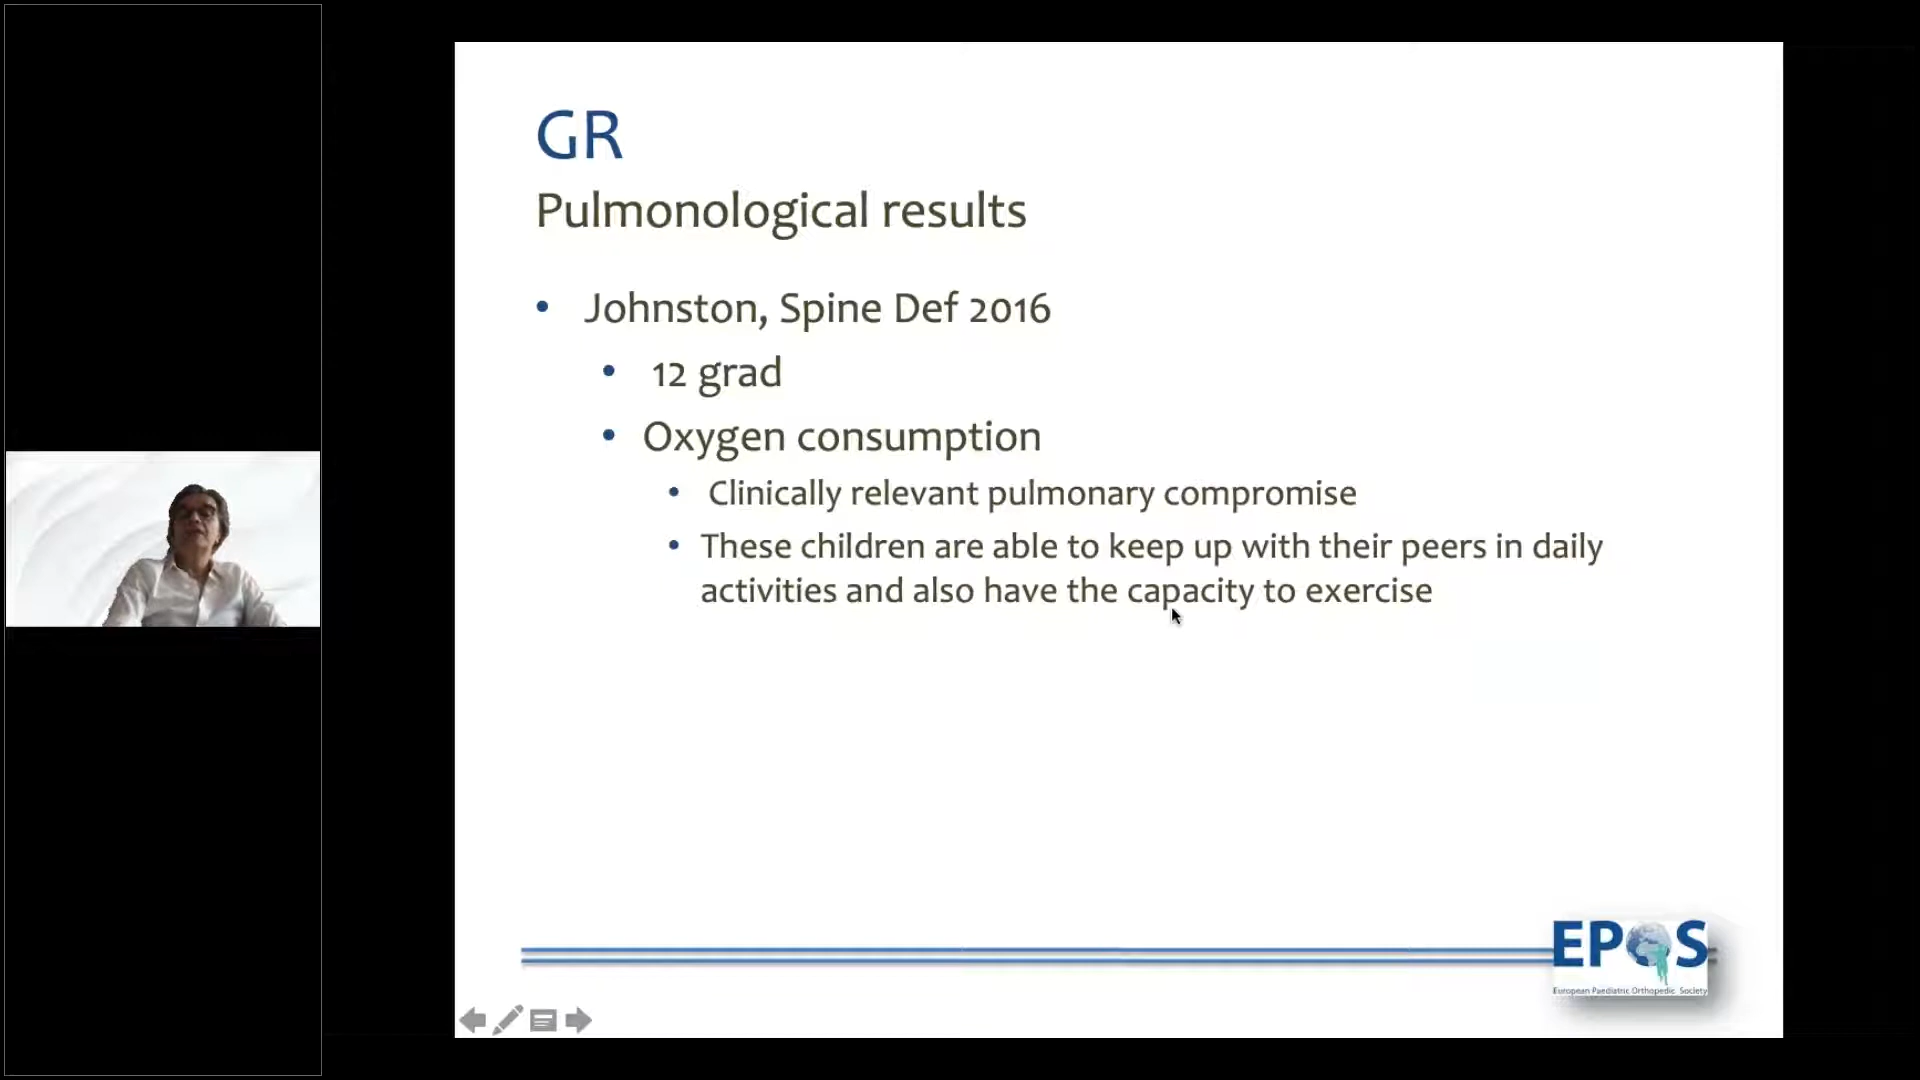 GR
Pulmonological results
• Johnston, Spine Def 2016
• 12 grad
• Oxygen consumption
• Clinically relevant pulmonary compromise
• These children are able to keep up with their peers in daily
activities and also have the capacity to exercise
EPOS
European Paediatric Orthopedic Society